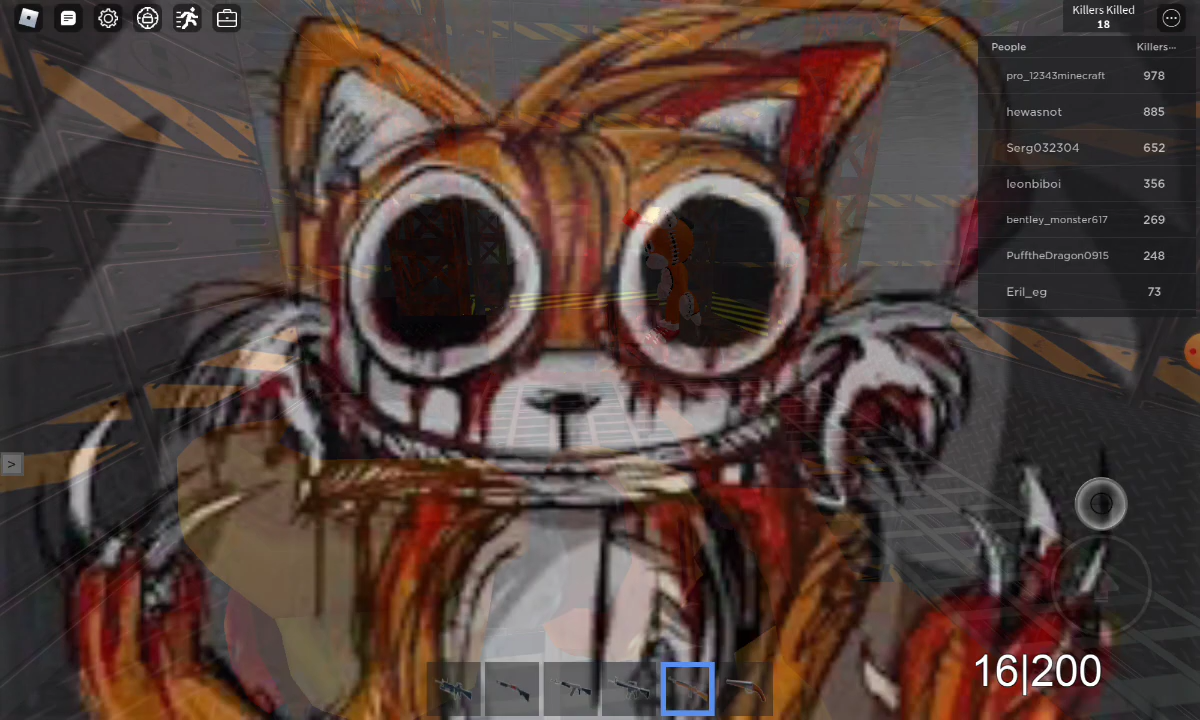 Killers Killed
18
People Killers...
pro_12343minecraft 978
hewasnot 885
Serg032304 652
leonbiboi 356
bentley_monster617 269
PufftheDragon0915 248
Eril_eg 73
>
16|200